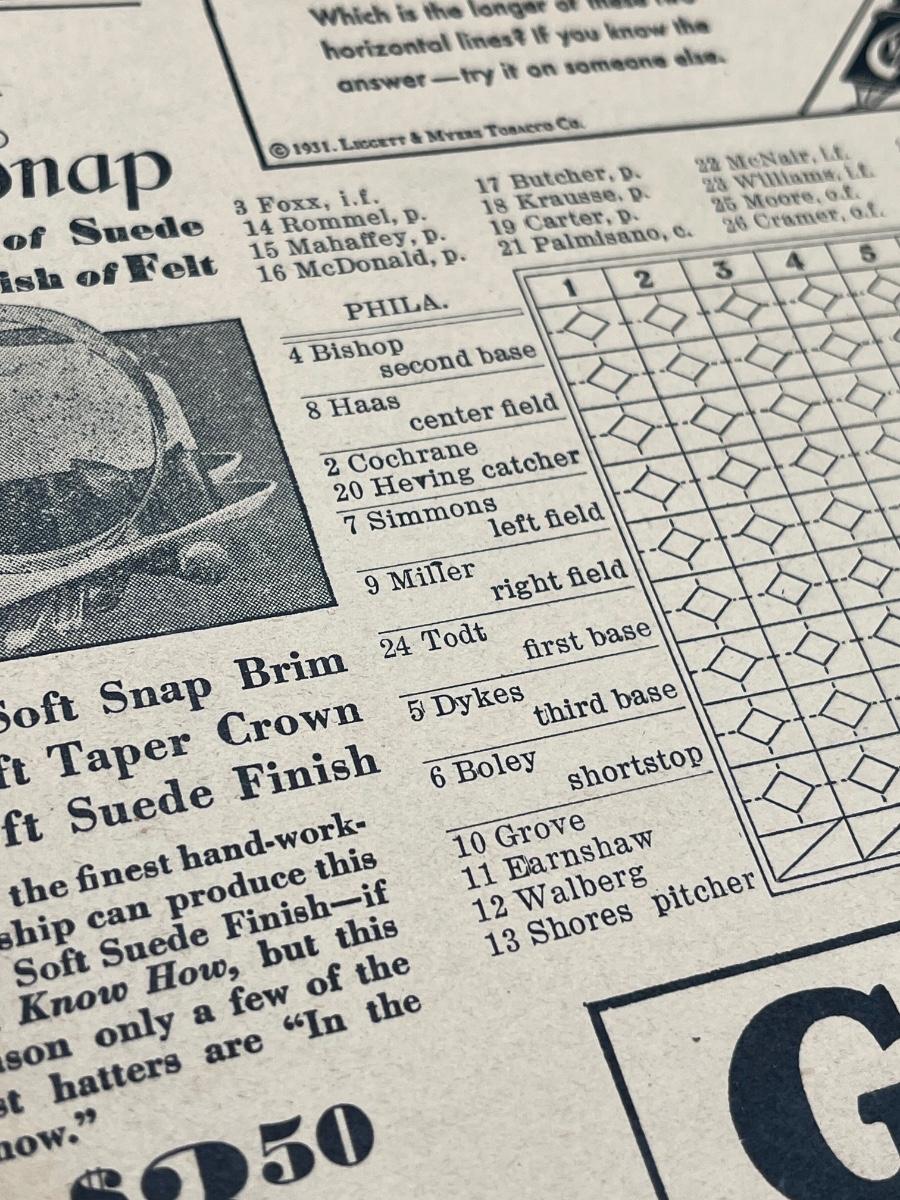 Which is the longer of these two
horizontal lines? If you know the
answer—try it on someone else.
© 1931. LIGGETT & MYERS TOBACCO CO.
Snap
of Suede
ish of Felt
3 Foxx, i.f.
14 Rommel, p.
15 Mahaffey, p.
16 McDonald, p.
17 Butcher, p.
18 Krausse, p.
19 Carter, p.
21 Palmisano, c.
22 McNair, i.f.
23 Williams, i.f.
25 Moore, o.f.
26 Cramer, o.f.
PHILA.
1 2 3 4 5
4 Bishop
second base
8 Haas
center field
2 Cochrane
20 Heving catcher
7 Simmons
left field
9 Miller
right field
24 Todt
first base
5 Dykes
third base
6 Boley
shortstop
10 Grove
11 Earnshaw
12 Walberg
13 Shores pitcher
Soft Snap Brim
ft Taper Crown
ft Suede Finish
the finest hand-work-
ship can produce this
Soft Suede Finish—if
Know How, but this
ason only a few of the
st hatters are “In the
now.”
$ 50
G